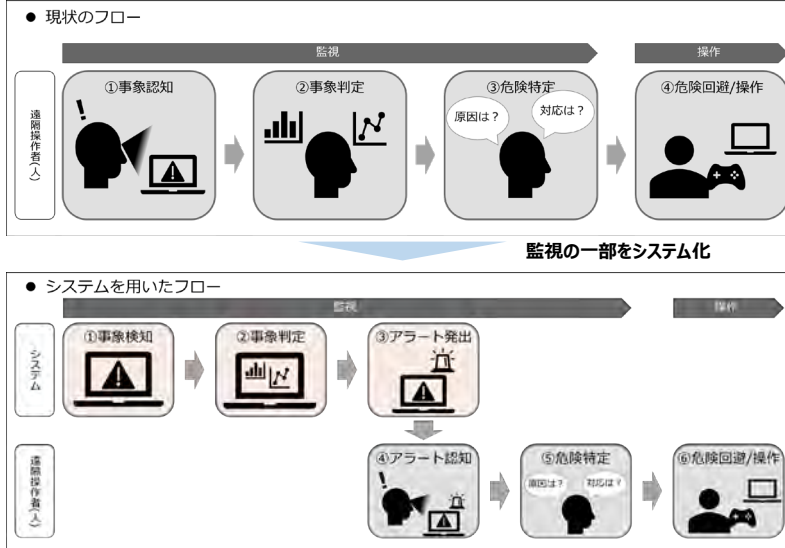 ● 現状のフロー
監視
操作
遠隔操作者(人)
①事象認知
②事象判定
③危険特定
④危険回避/操作
原因は？
対応は？
監視の一部をシステム化
● システムを用いたフロー
監視
操作
システム
①事象検知
②事象判定
③アラート発出
遠隔操作者(人)
④アラート認知
⑤危険特定
⑥危険回避/操作
原因は？
対応は？